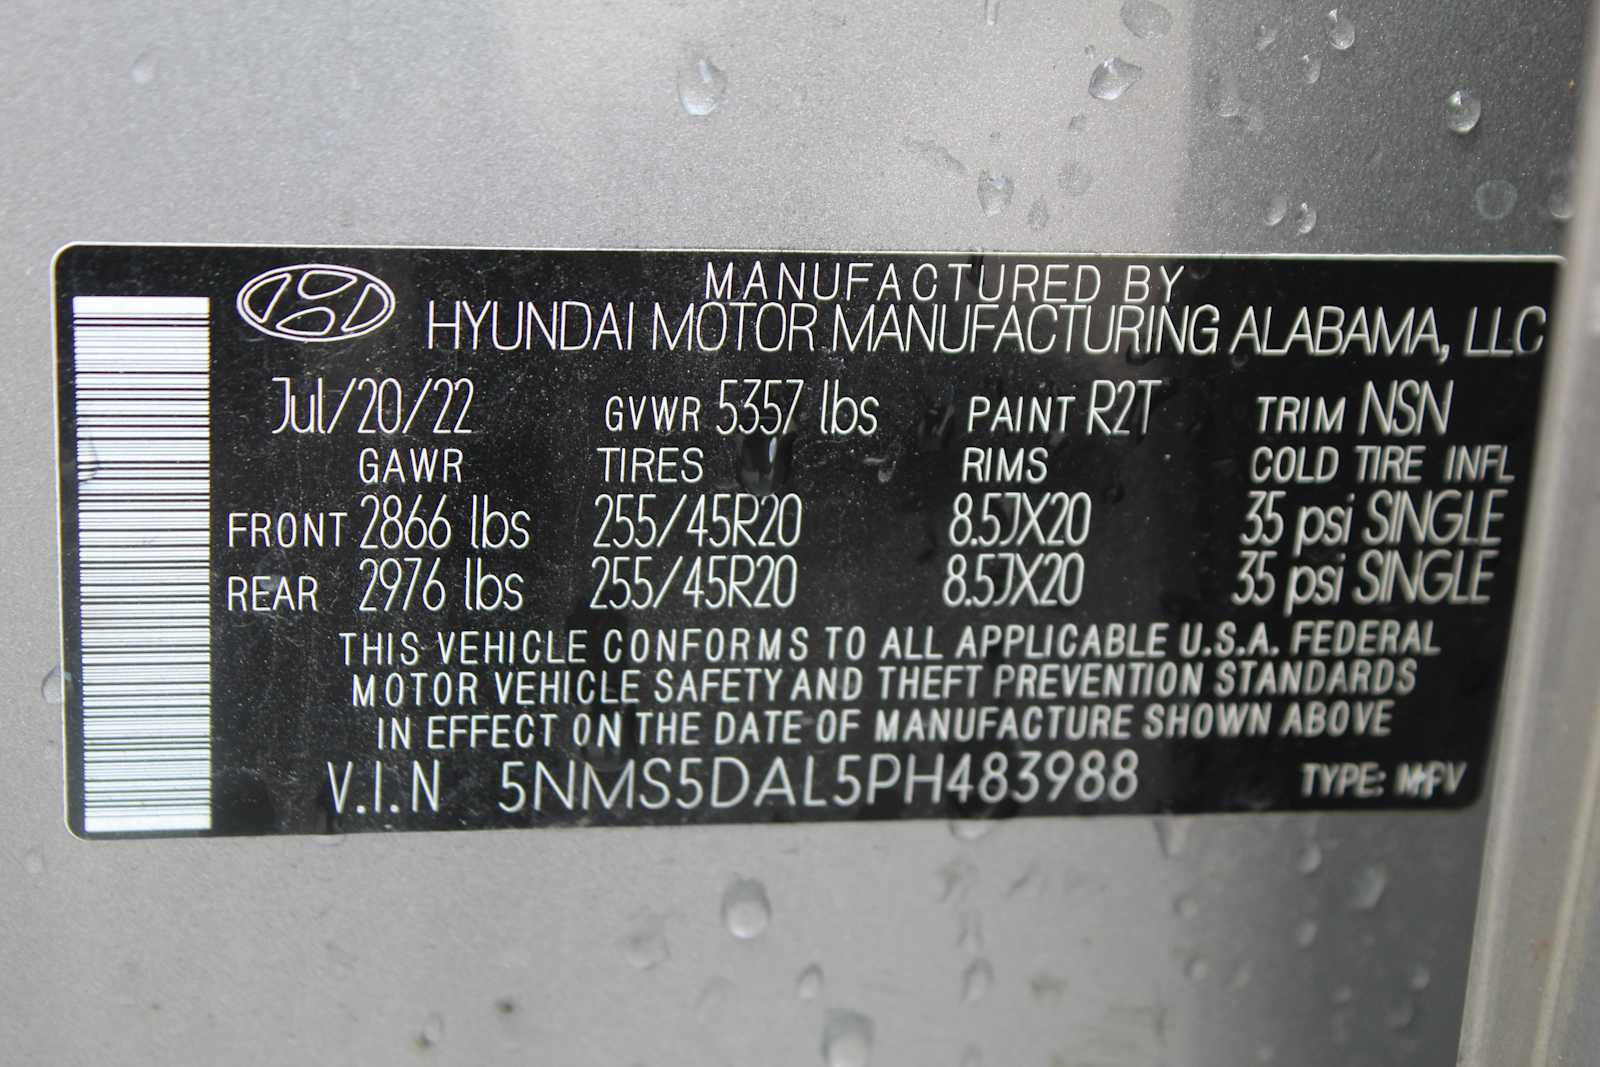 MANUFACTURED BY
HYUNDAI MOTOR MANUFACTURING ALABAMA, LLC
Jul/20/22 GVWR 5357 lbs PAINT R2T TRIM NSN
GAWR TIRES RIMS COLD TIRE INFL
FRONT 2866 lbs 255/45R20 8.5JX20 35 psi SINGLE
REAR 2976 lbs 255/45R20 8.5JX20 35 psi SINGLE
THIS VEHICLE CONFORMS TO ALL APPLICABLE U.S.A. FEDERAL
MOTOR VEHICLE SAFETY AND THEFT PREVENTION STANDARDS
IN EFFECT ON THE DATE OF MANUFACTURE SHOWN ABOVE
V.I.N 5NMS5DAL5PH483988 TYPE: MPV